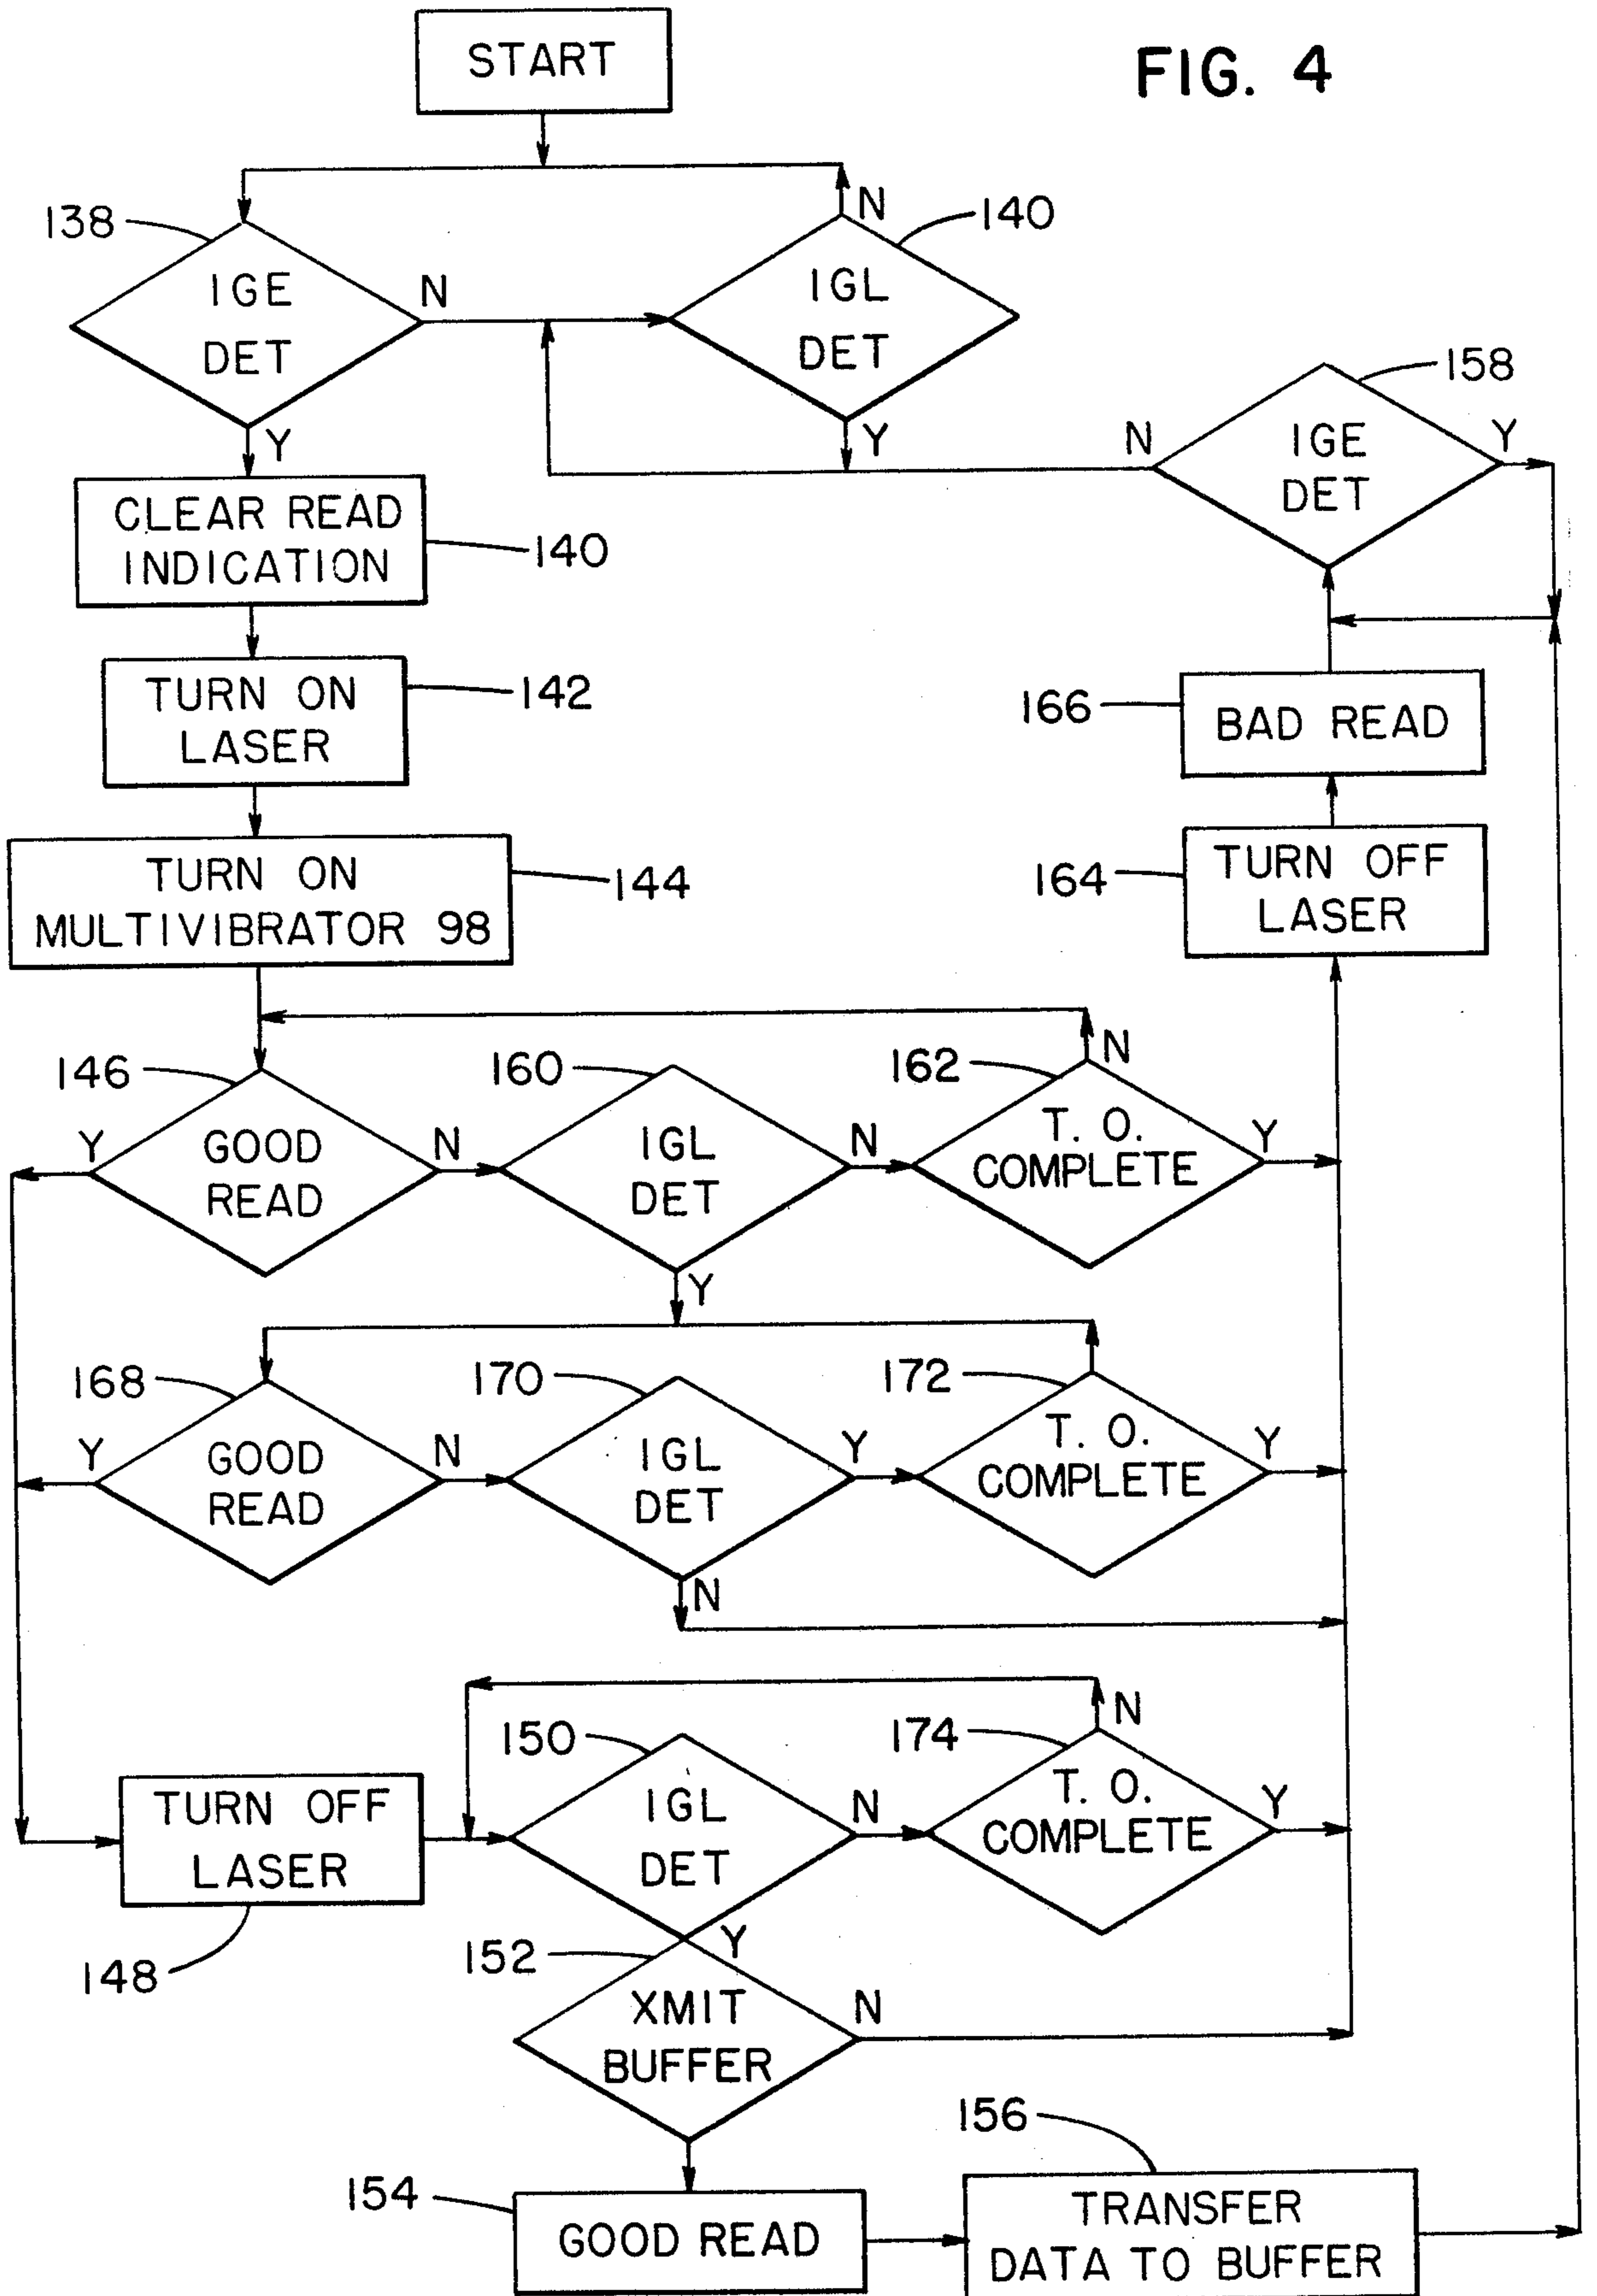 START
FIG. 4
138
IGE
DET
N
Y
N
140
IGL
DET
Y
158
N
IGE
DET
Y
CLEAR READ
INDICATION
140
TURN ON
LASER
142
166
BAD READ
TURN ON
MULTIVIBRATOR 98
144
164
TURN OFF
LASER
146
Y
GOOD
READ
N
160
IGL
DET
N
Y
162
N
T. O.
COMPLETE
Y
168
Y
GOOD
READ
N
170
IGL
DET
Y
N
172
T. O.
COMPLETE
Y
TURN OFF
LASER
148
150
IGL
DET
N
Y
174
N
T. O.
COMPLETE
Y
152
XMIT
BUFFER
N
154
GOOD READ
156
TRANSFER
DATA TO BUFFER